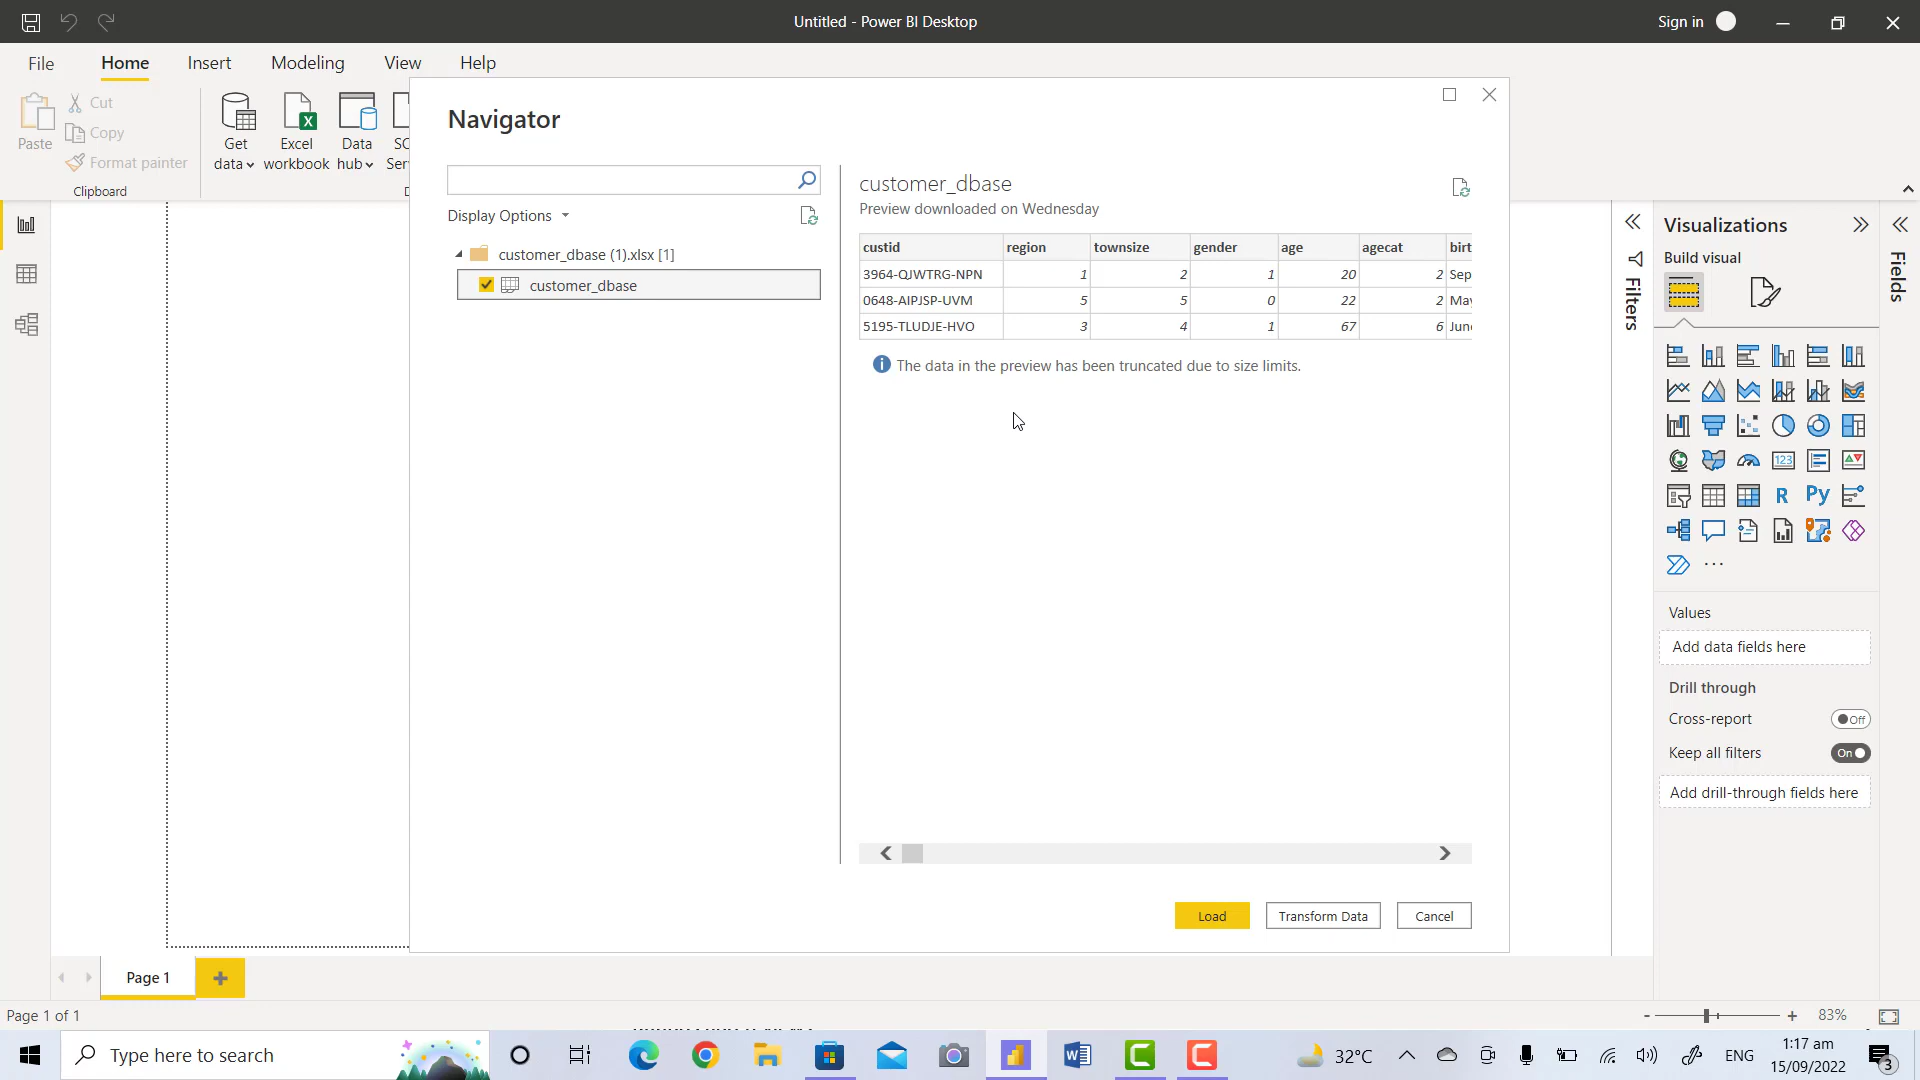 Untitled - Power BI Desktop
Sign in
File Home Insert Modeling View Help
Paste
Cut
Copy
Format painter
Clipboard
Get data
Excel workbook
Data hub
Navigator
Display Options
customer_dbase (1).xlsx [1]
customer_dbase
customer_dbase
Preview downloaded on Wednesday
custid region townsize gender age agecat birt
3964-QJWTRG-NPN 1 2 1 20 2 Sep
0648-AIPJSP-UVM 5 5 0 22 2 May
5195-TLUDJE-HVO 3 4 1 67 6 June
The data in the preview has been truncated due to size limits.
Load Transform Data Cancel
Filters
Visualizations
Build visual
123
R Py
...
Values
Add data fields here
Drill through
Cross-report Off
Keep all filters On
Add drill-through fields here
Fields
Page 1
Page 1 of 1
83%
Type here to search
32°C
ENG
1:17 am
15/09/2022
3